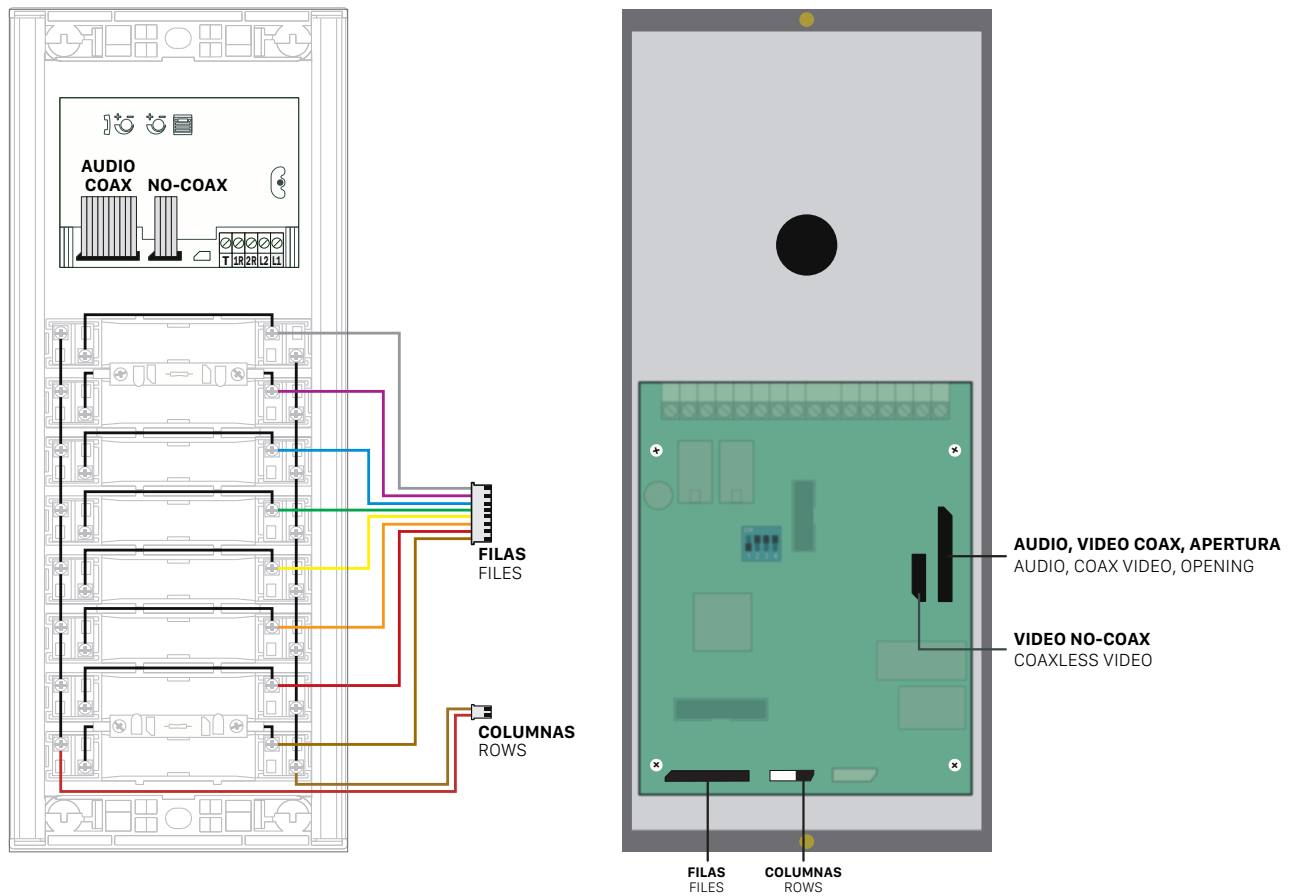 AUDIO
COAX
NO-COAX
T 1R 2R L2 L1
FILAS
FILES
COLUMNAS
ROWS
AUDIO, VIDEO COAX, APERTURA
AUDIO, COAX VIDEO, OPENING
VIDEO NO-COAX
COAXLESS VIDEO
FILAS
FILES
COLUMNAS
ROWS